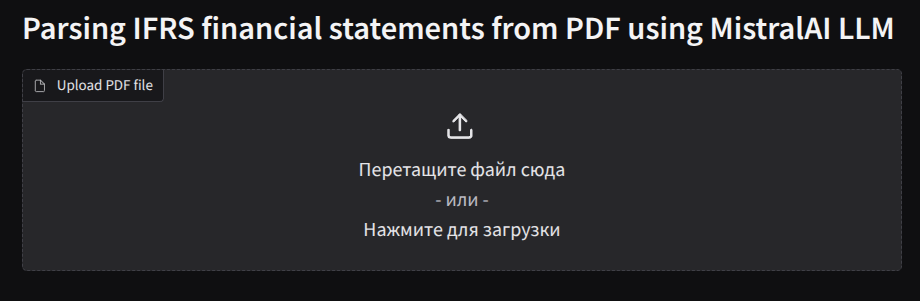 Parsing IFRS financial statements from PDF using MistralAI LLM
Upload PDF file
Перетащите файл сюда
- или -
Нажмите для загрузки